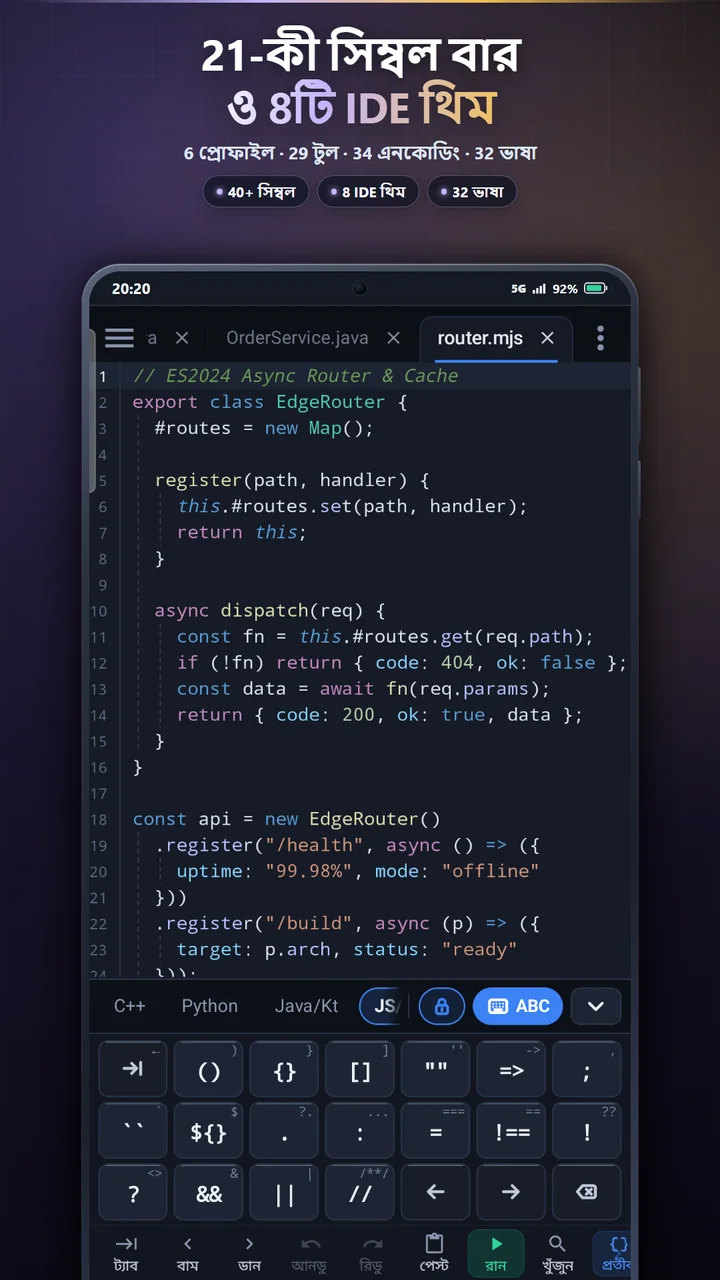 21-কী সিম্বল বার
ও 8টি IDE থিম
6 প্রোফাইল · 29 টুল · 34 এনকোডিং · 32 ভাষা
40+ সিম্বল 8 IDE থিম 32 ভাষা
20:20 5G 92%
a × OrderService.java × router.mjs ×
1 // ES2024 Async Router & Cache
2 export class EdgeRouter {
3 #routes = new Map();
4
5 register(path, handler) {
6 this.#routes.set(path, handler);
7 return this;
8 }
9
10 async dispatch(req) {
11 const fn = this.#routes.get(req.path);
12 if (!fn) return { code: 404, ok: false };
13 const data = await fn(req.params);
14 return { code: 200, ok: true, data };
15 }
16 }
17
18 const api = new EdgeRouter()
19 .register("/health", async () => ({
20 uptime: "99.98%", mode: "offline"
21 }))
22 .register("/build", async (p) => ({
23 target: p.arch, status: "ready"
24 }));
C++ Python Java/Kt JS/ ABC
← ) } ] '' -> ,
→| () {} [] "" => ;
` $ ?. ... === == ??
`` ${} . : = !== !
<> & | /**/
? && || // ← →
ট্যাব বাম ডান আনডু রিডু পেস্ট রান খুঁজুন